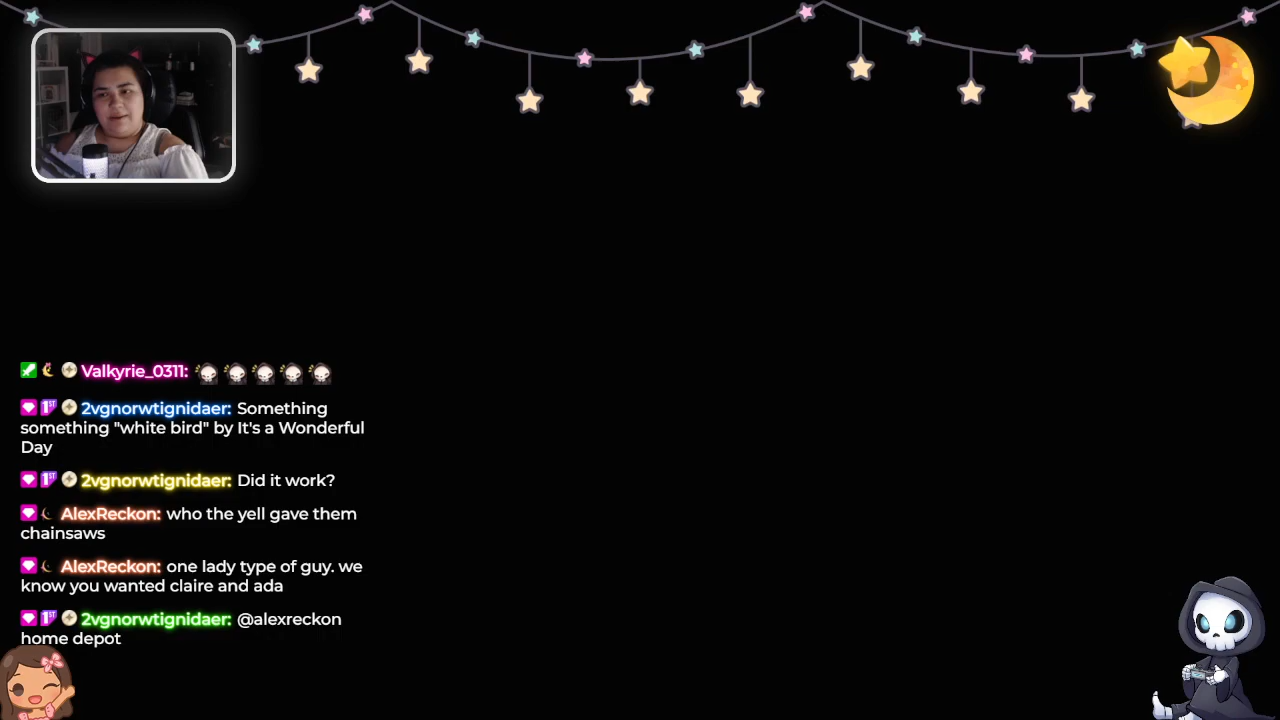 Valkyrie_0311:
2vgnorwtignidaer: Something
something "white bird" by It's a Wonderful
Day
2vgnorwtignidaer: Did it work?
AlexReckon: who the yell gave them
chainsaws
AlexReckon: one lady type of guy. we
know you wanted claire and ada
2vgnorwtignidaer: @alexreckon
home depot